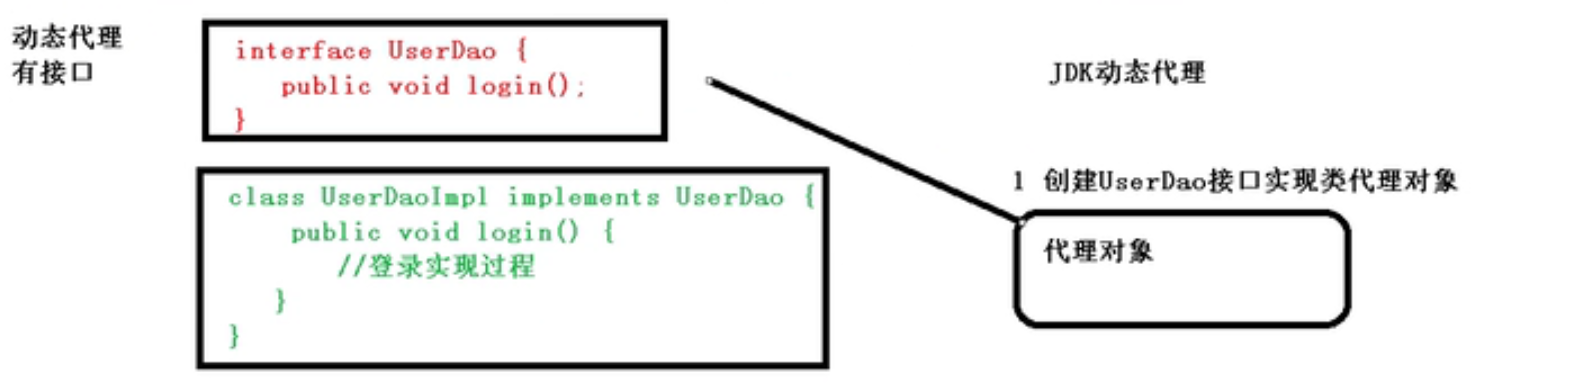 动态代理
有接口
interface UserDao {
public void login();
}
class UserDaoImpl implements UserDao {
public void login() {
//登录实现过程
}
}
JDK动态代理
1 创建UserDao接口实现类代理对象
代理对象